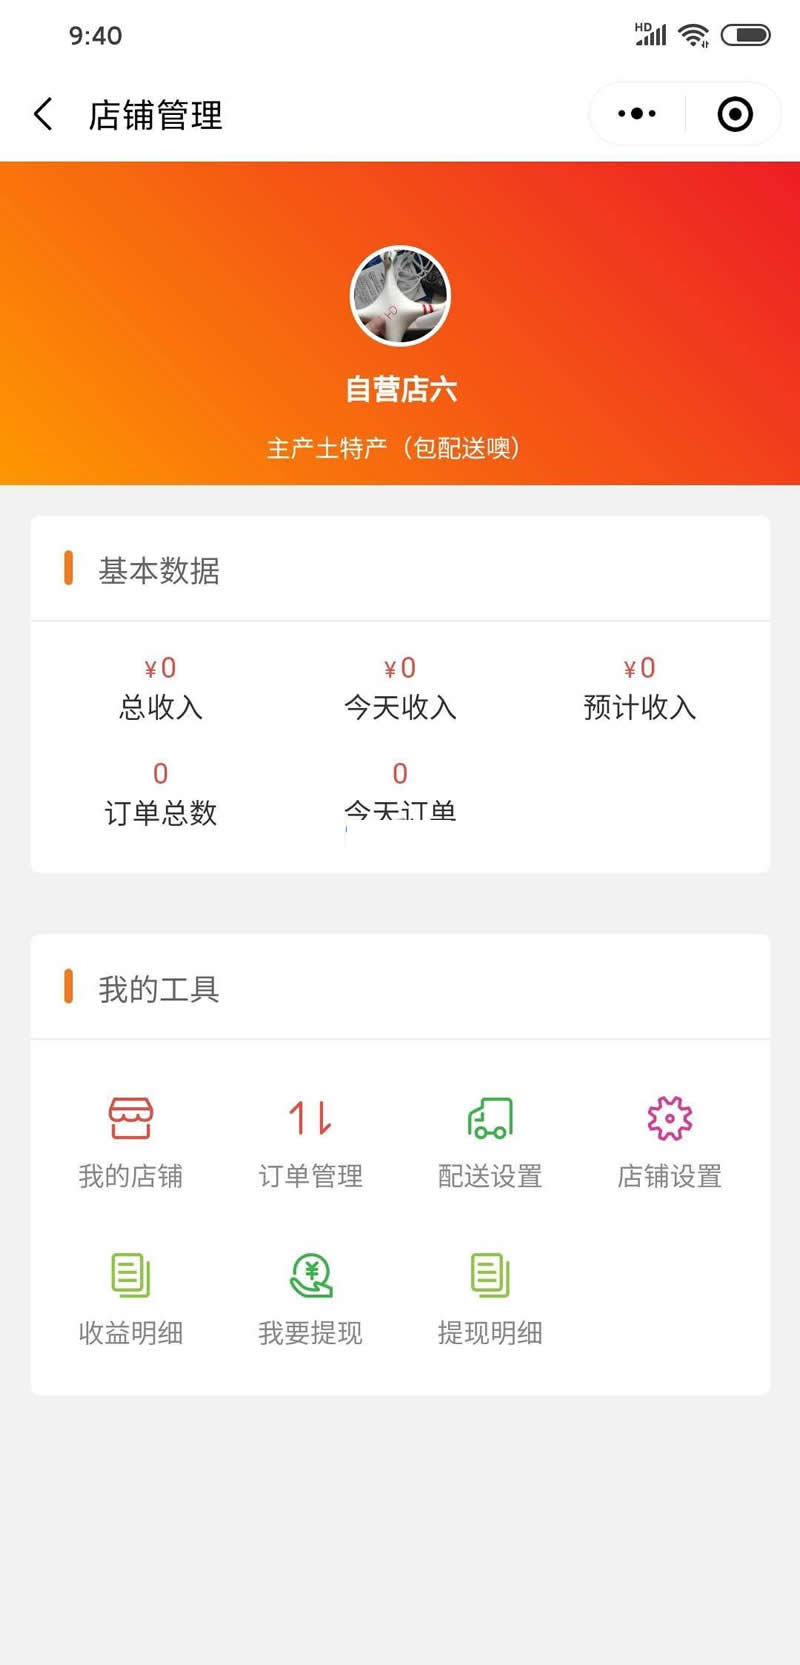 9:40
HD
店铺管理
自营店六
主产土特产（包配送噢）
基本数据
¥0 ¥0 ¥0
总收入 今天收入 预计收入
0 0
订单总数 今天订单
我的工具
我的店铺 订单管理 配送设置 店铺设置
收益明细 我要提现 提现明细